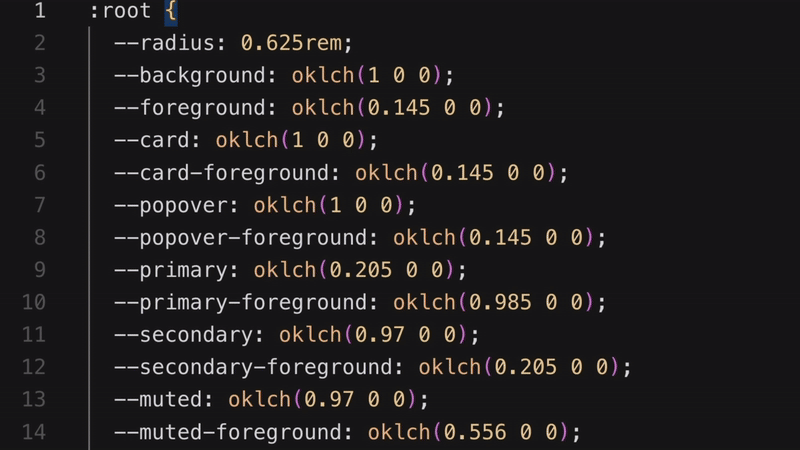 1 :root {
2 --radius: 0.625rem;
3 --background: oklch(1 0 0);
4 --foreground: oklch(0.145 0 0);
5 --card: oklch(1 0 0);
6 --card-foreground: oklch(0.145 0 0);
7 --popover: oklch(1 0 0);
8 --popover-foreground: oklch(0.145 0 0);
9 --primary: oklch(0.205 0 0);
10 --primary-foreground: oklch(0.985 0 0);
11 --secondary: oklch(0.97 0 0);
12 --secondary-foreground: oklch(0.205 0 0);
13 --muted: oklch(0.97 0 0);
14 --muted-foreground: oklch(0.556 0 0);